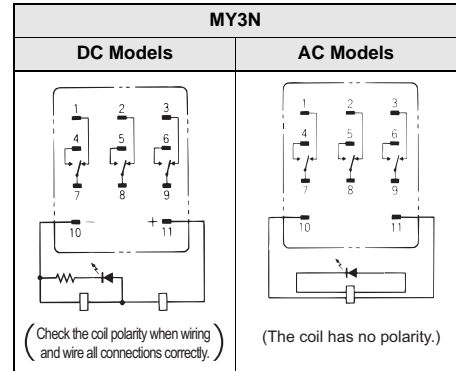 MY3N
DC Models
AC Models
1 2 3
4 5 6
7 8 9
10 − + 11
(Check the coil polarity when wiring
and wire all connections correctly.)
1 2 3
4 5 6
7 8 9
10 11
(The coil has no polarity.)